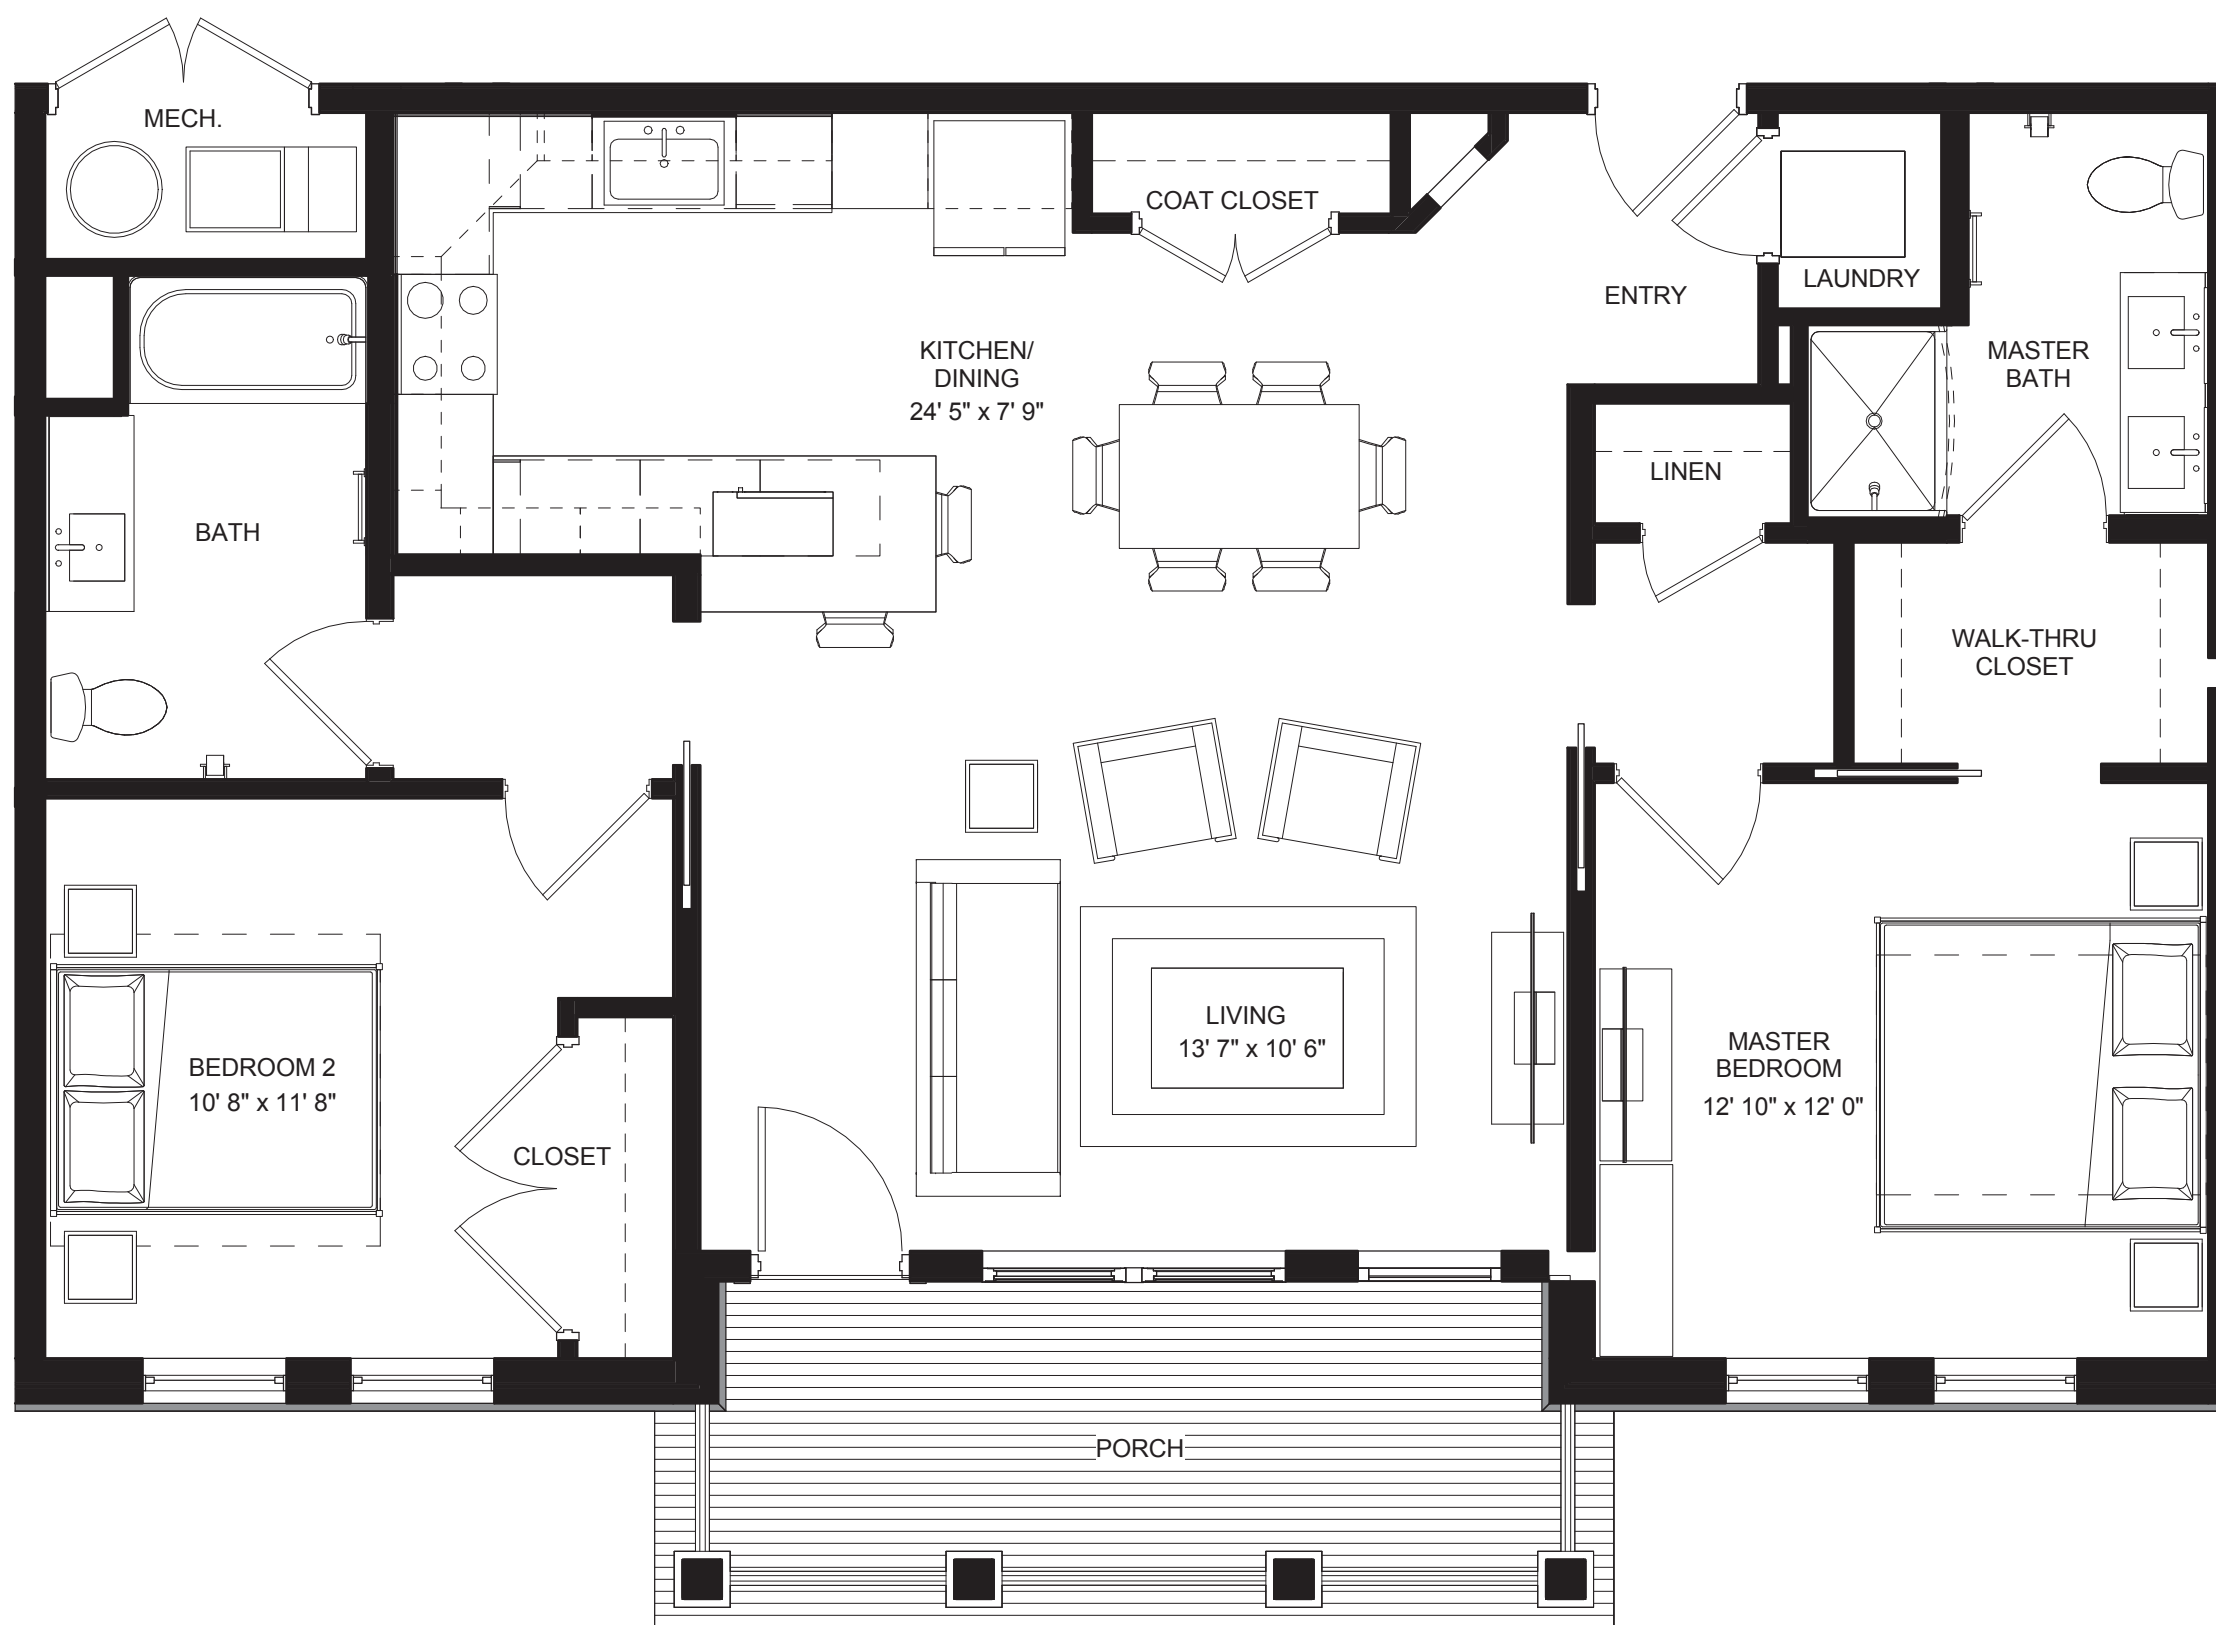 MECH.
COAT CLOSET
LAUNDRY
ENTRY
KITCHEN/
DINING
24' 5" x 7' 9"
MASTER
BATH
LINEN
BATH
WALK-THRU
CLOSET
LIVING
13' 7" x 10' 6"
BEDROOM 2
10' 8" x 11' 8"
MASTER
BEDROOM
12' 10" x 12' 0"
CLOSET
PORCH